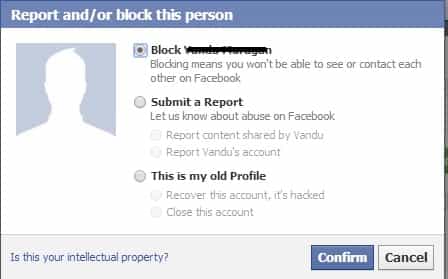 Report and/or block this person
Block
Blocking means you won't be able to see or contact each
other on Facebook
Submit a Report
Let us know about abuse on Facebook
Report content shared by Vandu
Report Vandu's account
This is my old Profile
Recover this account, it's hacked
Close this account
Is this your intellectual property?
Confirm
Cancel